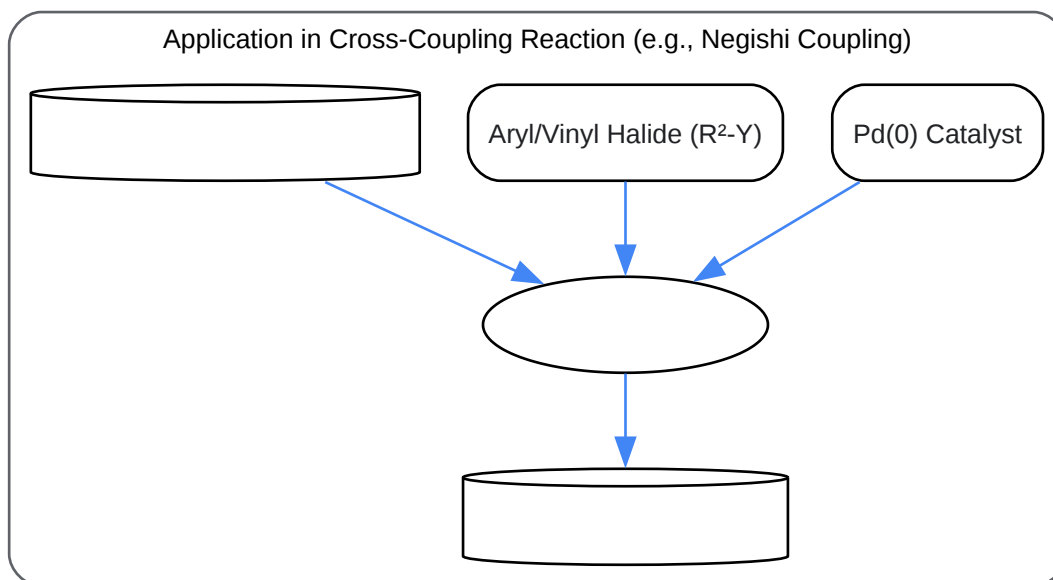 Application in Cross-Coupling Reaction (e.g., Negishi Coupling)
Aryl/Vinyl Halide (R²-Y)
Pd(0) Catalyst